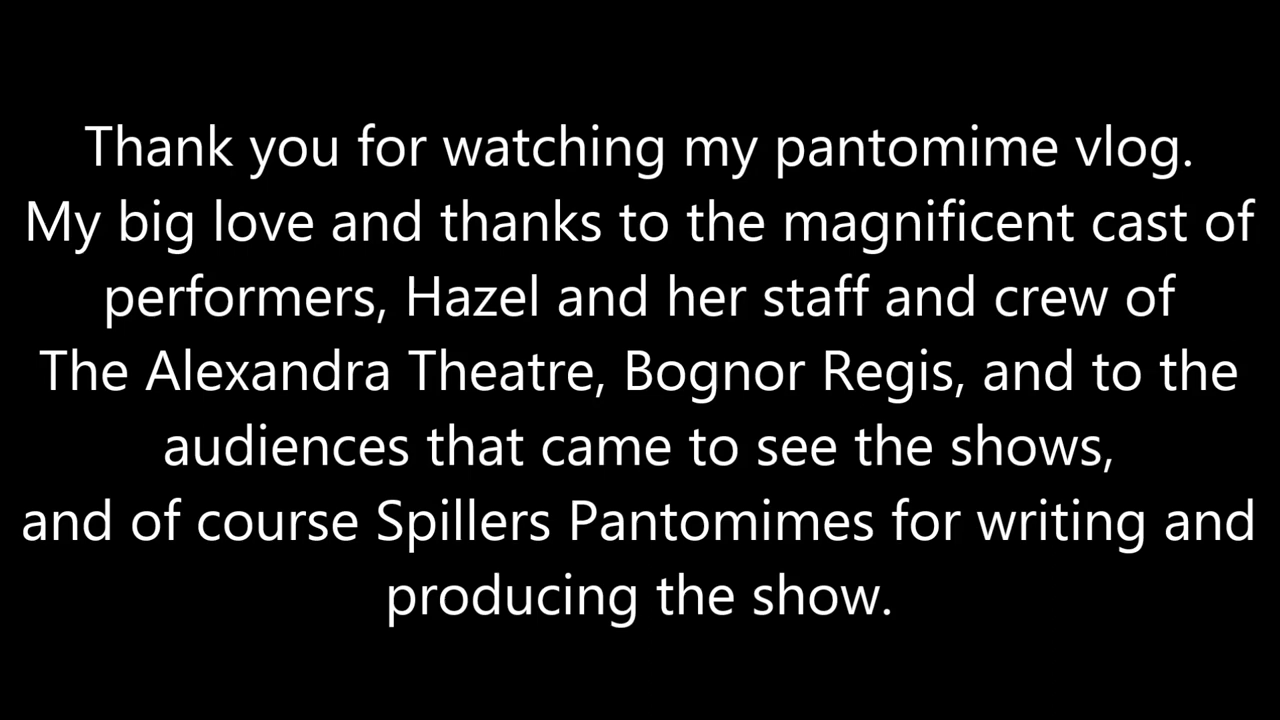 Thank you for watching my pantomime vlog.
My big love and thanks to the magnificent cast of
performers, Hazel and her staff and crew of
The Alexandra Theatre, Bognor Regis, and to the
audiences that came to see the shows,
and of course Spillers Pantomimes for writing and
producing the show.